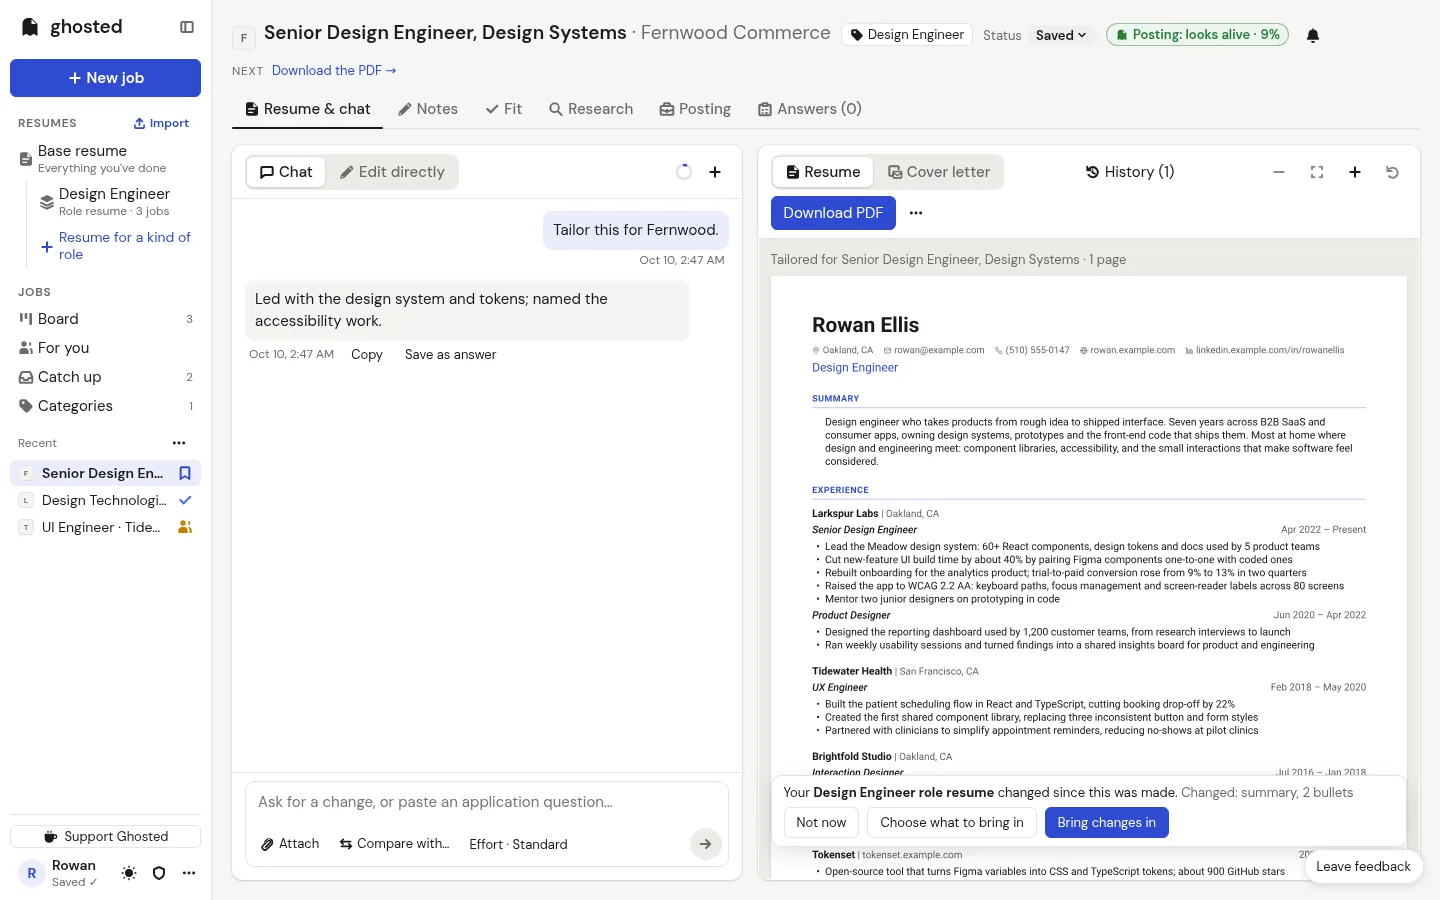 ghosted
New job
RESUMES
Import
Base resume
Everything you've done
Design Engineer
Role resume · 3 jobs
Resume for a kind of
role
JOBS
Board 3
For you
Catch up 2
Categories 1
Recent
F Senior Design En...
L Design Technologi...
T UI Engineer · Tide...
Support Ghosted
R
Rowan
Saved ✓
F Senior Design Engineer, Design Systems · Fernwood Commerce
Design Engineer
Status Saved
Posting: looks alive · 9%
NEXT Download the PDF →
Resume & chat
Notes
Fit
Research
Posting
Answers (0)
Chat
Edit directly
Tailor this for Fernwood.
Oct 10, 2:47 AM
Led with the design system and tokens; named the
accessibility work.
Oct 10, 2:47 AM Copy Save as answer
Ask for a change, or paste an application question...
Attach
Compare with...
Effort · Standard
Resume
Cover letter
History (1)
Download PDF
Tailored for Senior Design Engineer, Design Systems · 1 page
Rowan Ellis
Oakland, CA rowan@example.com (510) 555-0147 rowan.example.com linkedin.example.com/in/rowanellis
Design Engineer
SUMMARY
Design engineer who takes products from rough idea to shipped interface. Seven years across B2B SaaS and
consumer apps, owning design systems, prototypes and the front-end code that ships them. Most at home where
design and engineering meet: component libraries, accessibility, and the small interactions that make software feel
considered.
EXPERIENCE
Larkspur Labs | Oakland, CA
Senior Design Engineer Apr 2022 – Present
• Lead the Meadow design system: 60+ React components, design tokens and docs used by 5 product teams
• Cut new-feature UI build time by about 40% by pairing Figma components one-to-one with coded ones
• Rebuilt onboarding for the analytics product; trial-to-paid conversion rose from 9% to 13% in two quarters
• Raised the app to WCAG 2.2 AA: keyboard paths, focus management and screen-reader labels across 80 screens
• Mentor two junior designers on prototyping in code
Product Designer Jun 2020 – Apr 2022
• Designed the reporting dashboard used by 1,200 customer teams, from research interviews to launch
• Ran weekly usability sessions and turned findings into a shared insights board for product and engineering
Tidewater Health | San Francisco, CA
UX Engineer Feb 2018 – May 2020
• Built the patient scheduling flow in React and TypeScript, cutting booking drop-off by 22%
• Created the first shared component library, replacing three inconsistent button and form styles
• Partnered with clinicians to simplify appointment reminders, reducing no-shows at pilot clinics
Brightfold Studio | Oakland, CA
Interaction Designer Jul 2016 – Jan 2018
Your Design Engineer role resume changed since this was made. Changed: summary, 2 bullets
Not now
Choose what to bring in
Bring changes in
Tokenset | tokenset.example.com
• Open-source tool that turns Figma variables into CSS and TypeScript tokens; about 900 GitHub stars
Leave feedback